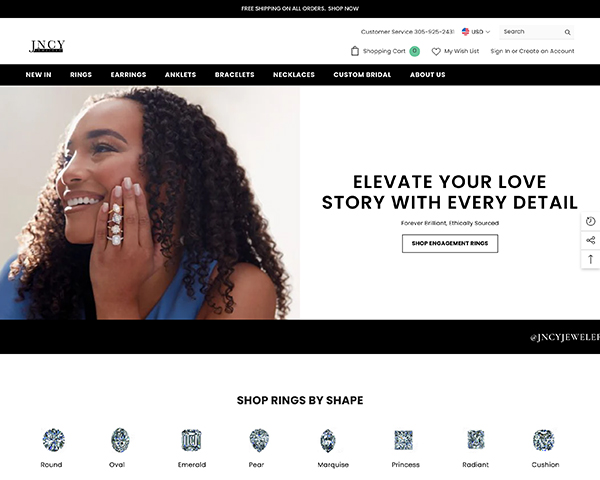 FREE SHIPPING ON ALL ORDERS. SHOP NOW
JNCY
Customer Service 305-925-2431
USD
Search
Shopping Cart 0
My Wish List
Sign In or Create an Account
NEW IN RINGS EARRINGS ANKLETS BRACELETS NECKLACES CUSTOM BRIDAL ABOUT US
ELEVATE YOUR LOVE
STORY WITH EVERY DETAIL
Forever Brilliant, Ethically Sourced
SHOP ENGAGEMENT RINGS
@JNCYJEWELER
SHOP RINGS BY SHAPE
Round Oval Emerald Pear Marquise Princess Radiant Cushion